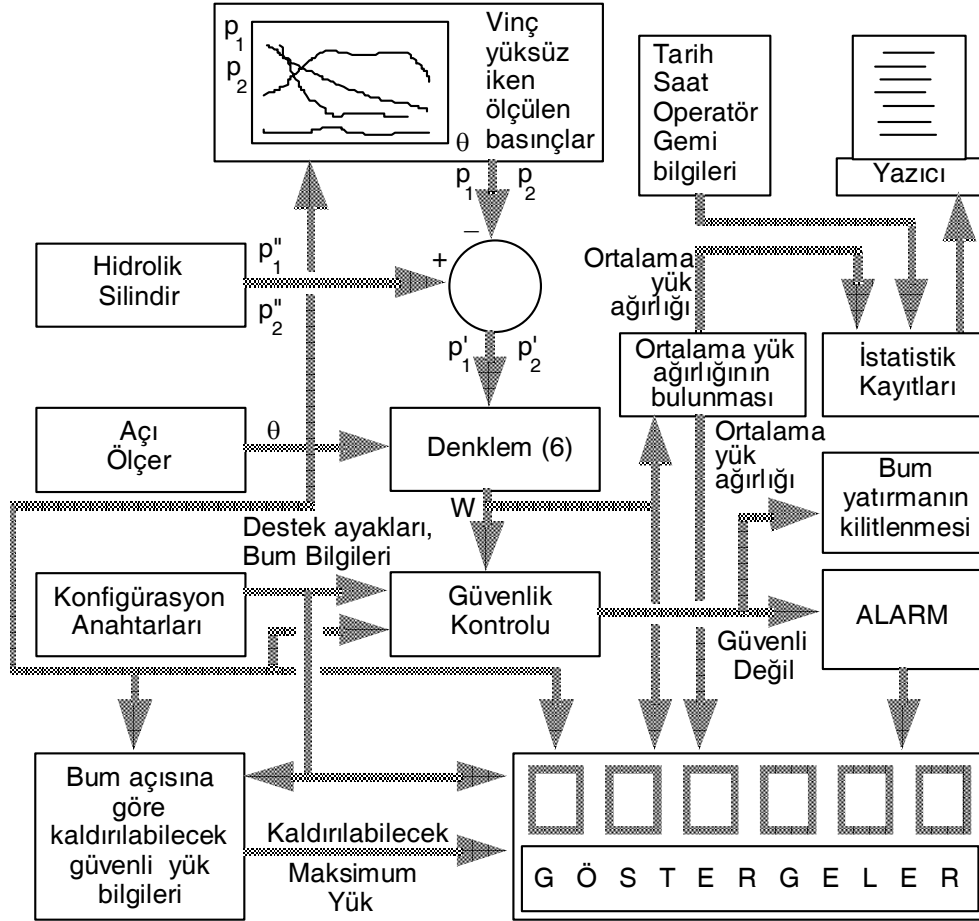 p1
p2
θ
Vinç
yüksüz
iken
ölçülen
basınçlar
p1 p2
−
+
Tarih
Saat
Operatör
Gemi
bilgileri
Yazıcı
Hidrolik
Silindir
p"1
p"2
p'1 p'2
Ortalama
yük
ağırlığı
Ortalama yük
ağırlığının
bulunması
İstatistik
Kayıtları
Açı
Ölçer
θ
Denklem (6)
W
Ortalama
yük
ağırlığı
Bum
yatırmanın
kilitlenmesi
Destek ayakları,
Bum Bilgileri
Konfigürasyon
Anahtarları
Güvenlik
Kontrolu
Güvenli
Değil
ALARM
Bum açısına
göre
kaldırılabilecek
güvenli yük
bilgileri
Kaldırılabilecek
Maksimum
Yük
G Ö S T E R G E L E R